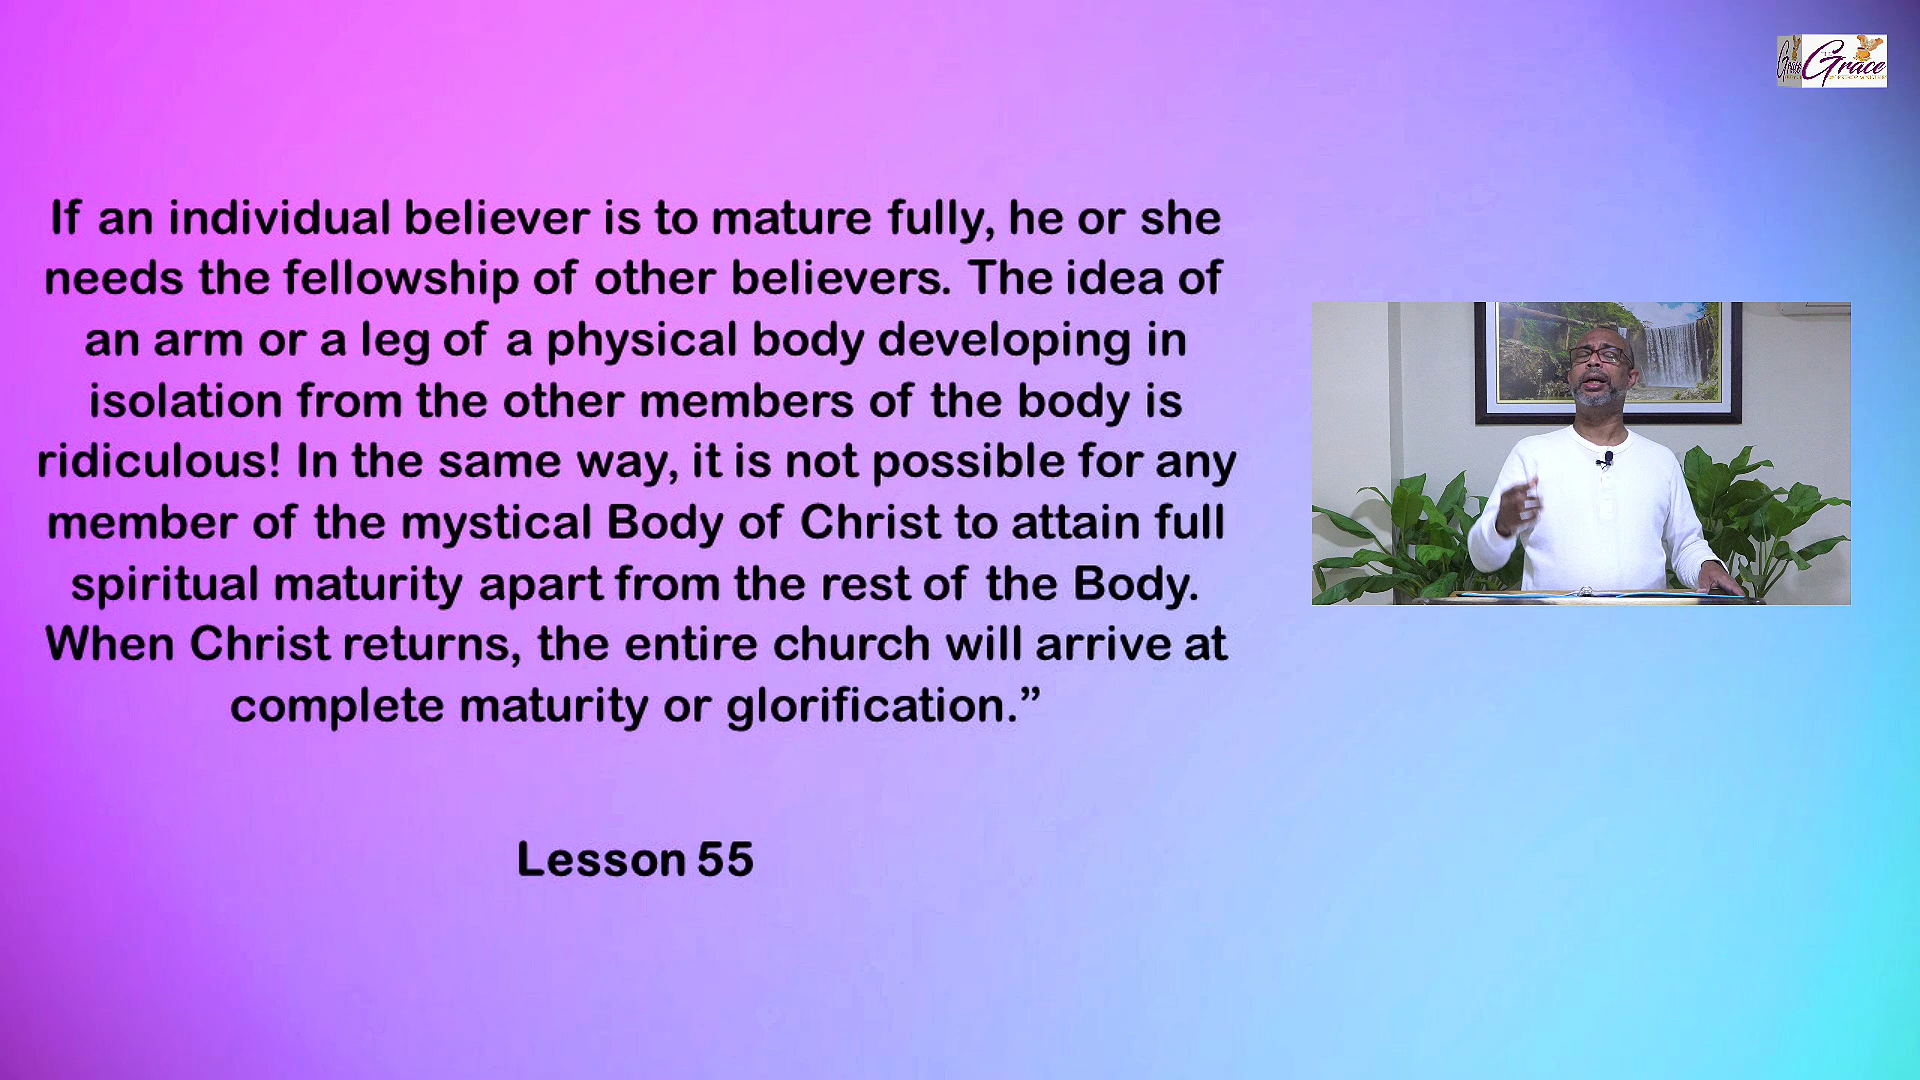 Grace
If an individual believer is to mature fully, he or she
needs the fellowship of other believers. The idea of
an arm or a leg of a physical body developing in
isolation from the other members of the body is
ridiculous! In the same way, it is not possible for any
member of the mystical Body of Christ to attain full
spiritual maturity apart from the rest of the Body.
When Christ returns, the entire church will arrive at
complete maturity or glorification.”
Lesson 55